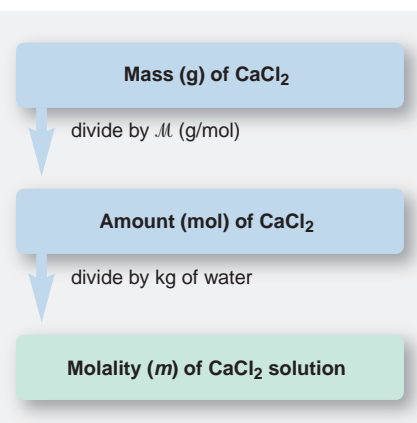 Mass (g) of CaCl₂
divide by ℳ (g/mol)
Amount (mol) of CaCl₂
divide by kg of water
Molality (m) of CaCl₂ solution